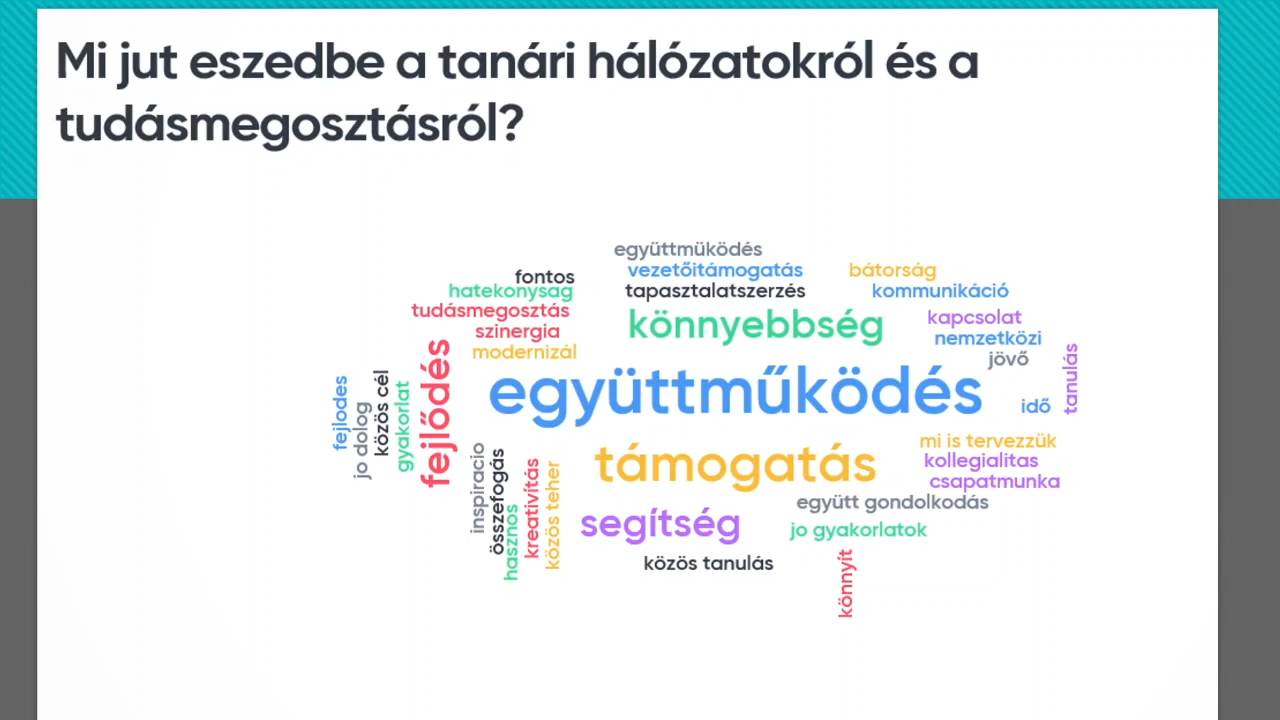 Mi jut eszedbe a tanári hálózatokról és a
tudásmegosztásról?
együttmüködés
fontos
vezetőitámogatás
bátorság
hatekonysag
tapasztalatszerzés
kommunikáció
tudásmegosztás
könnyebbség
kapcsolat
szinergia
nemzetközi
modernizál
jövő
tanulás
fejlődés
együttműködés
idő
fejlodes
jo dolog
közös cél
gyakorlat
mi is tervezzük
támogatás
kollegialitas
csapatmunka
inspiracio
összefogás
hasznos
kreativítás
közös teher
együtt gondolkodás
segítség
jo gyakorlatok
közös tanulás
könnyít